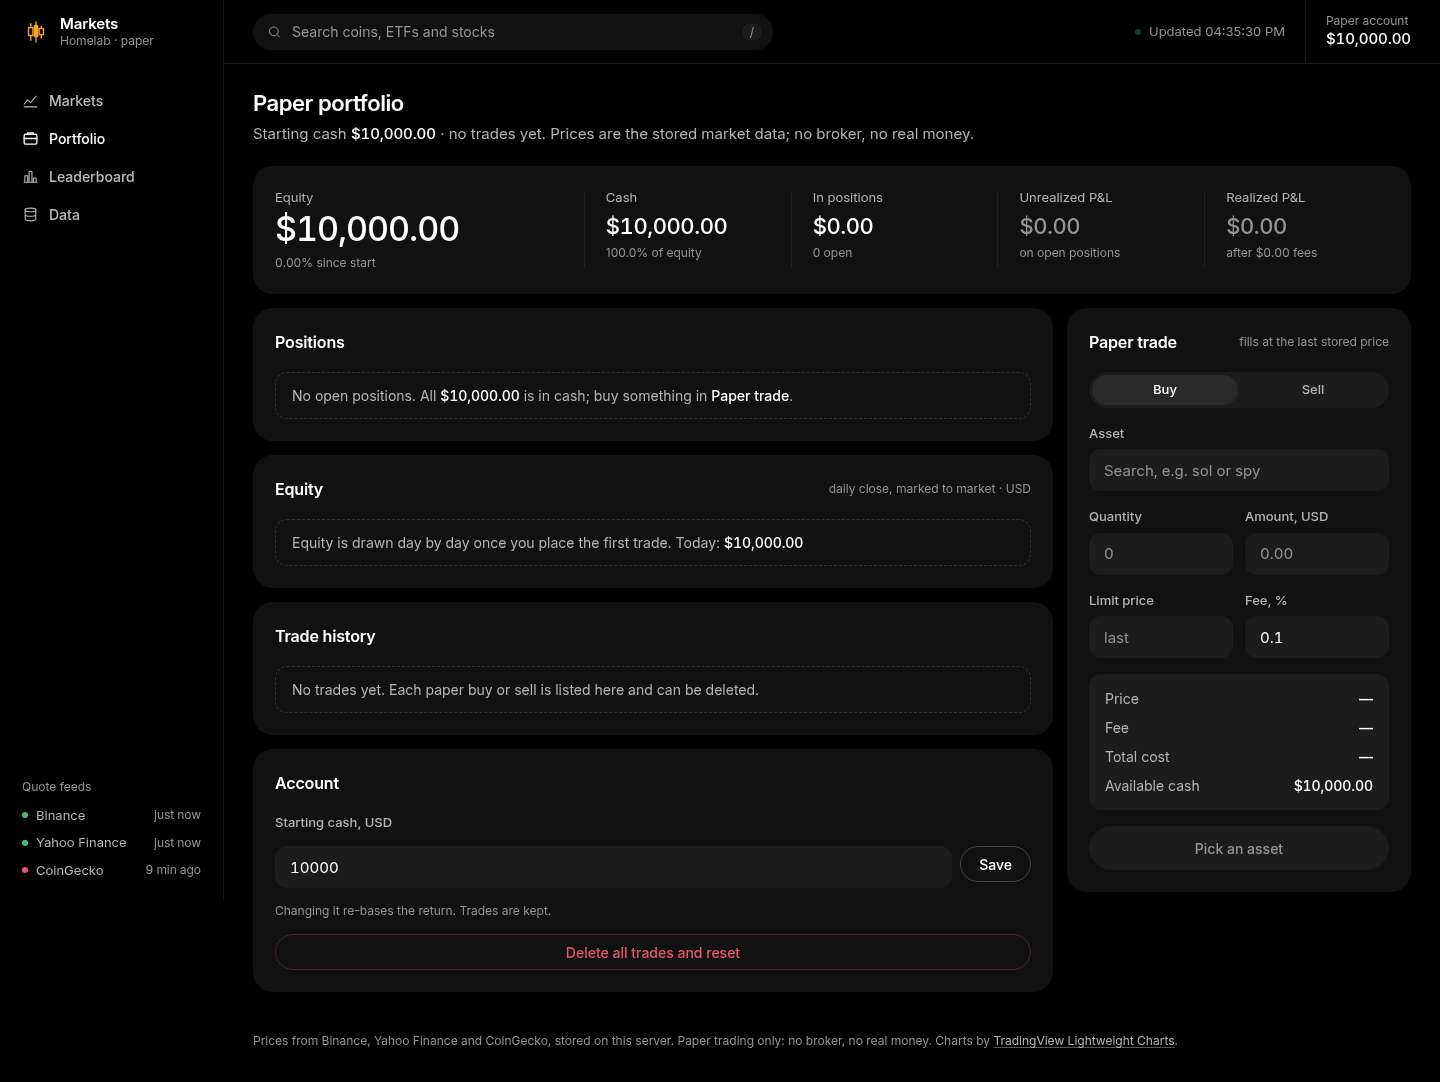 Markets
Homelab · paper
Search coins, ETFs and stocks
/
Updated 04:35:30 PM
Paper account
$10,000.00
Markets
Portfolio
Leaderboard
Data
Quote feeds
Binance just now
Yahoo Finance just now
CoinGecko 9 min ago
Paper portfolio
Starting cash $10,000.00 · no trades yet. Prices are the stored market data; no broker, no real money.
Equity
$10,000.00
0.00% since start
Cash
$10,000.00
100.0% of equity
In positions
$0.00
0 open
Unrealized P&L
$0.00
on open positions
Realized P&L
$0.00
after $0.00 fees
Positions
No open positions. All $10,000.00 is in cash; buy something in Paper trade.
Equity
daily close, marked to market · USD
Equity is drawn day by day once you place the first trade. Today: $10,000.00
Trade history
No trades yet. Each paper buy or sell is listed here and can be deleted.
Account
Starting cash, USD
10000
Save
Changing it re-bases the return. Trades are kept.
Delete all trades and reset
Paper trade
fills at the last stored price
Buy
Sell
Asset
Search, e.g. sol or spy
Quantity
Amount, USD
0
0.00
Limit price
Fee, %
last
0.1
Price —
Fee —
Total cost —
Available cash $10,000.00
Pick an asset
Prices from Binance, Yahoo Finance and CoinGecko, stored on this server. Paper trading only: no broker, no real money. Charts by TradingView Lightweight Charts.